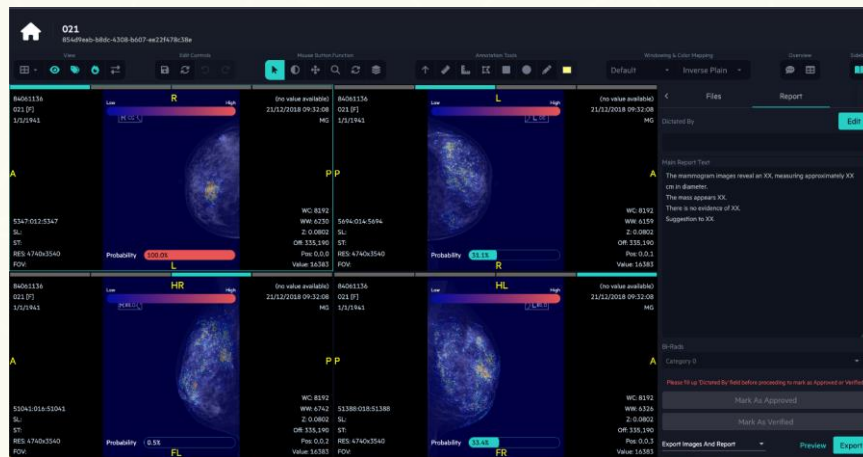 021
854d9eab-b8dc-4308-b607-ee22f478c38e
View
Edit Controls
Mouse Button Function
Annotation Tools
Windowing & Color Mapping
Overview
Default
Inverse Plain
84061136
021 [F]
1/1/1941
R
Low
High
(no value available)
21/12/2018 09:32:08
MG
A
P
5347:012:5347
SL:
ST:
RES: 4740x3540
FOV:
WC: 8192
WW: 6230
Z: 0.0802
Off: 335,190
Pos: 0,0,0
Value: 16383
Probability
100.0%
L
84061136
021 [F]
1/1/1941
L
Low
High
(no value available)
21/12/2018 09:32:08
MG
P
A
5694:014:5694
SL:
ST:
RES: 4740x3540
FOV:
WC: 8192
WW: 6159
Z: 0.0802
Off: 335,190
Pos: 0,0,1
Value: 16383
Probability
31.1%
R
84061136
021 [F]
1/1/1941
HR
Low
High
(no value available)
21/12/2018 09:32:08
MG
A
P
51041:016:51041
SL:
ST:
RES: 4740x3540
FOV:
WC: 8192
WW: 6742
Z: 0.0802
Off: 335,190
Pos: 0,0,2
Value: 16383
Probability
0.5%
FL
84061136
021 [F]
1/1/1941
HL
Low
High
(no value available)
21/12/2018 09:32:08
MG
P
A
51388:018:51388
SL:
ST:
RES: 4740x3540
FOV:
WC: 8192
WW: 6326
Z: 0.0802
Off: 335,190
Pos: 0,0,3
Value: 16383
Probability
33.4%
FR
Files
Report
Dictated By
Edit
Main Report Text
The mammogram images reveal an XX, measuring approximately XX
cm in diameter.
The mass appears XX.
There is no evidence of XX.
Suggestion to XX.
Bi-Rads
Category 0
Please fill up 'Dictated By' field before proceeding to mark as Approved or Verified
Mark As Approved
Mark As Verified
Export Images And Report
Preview
Export